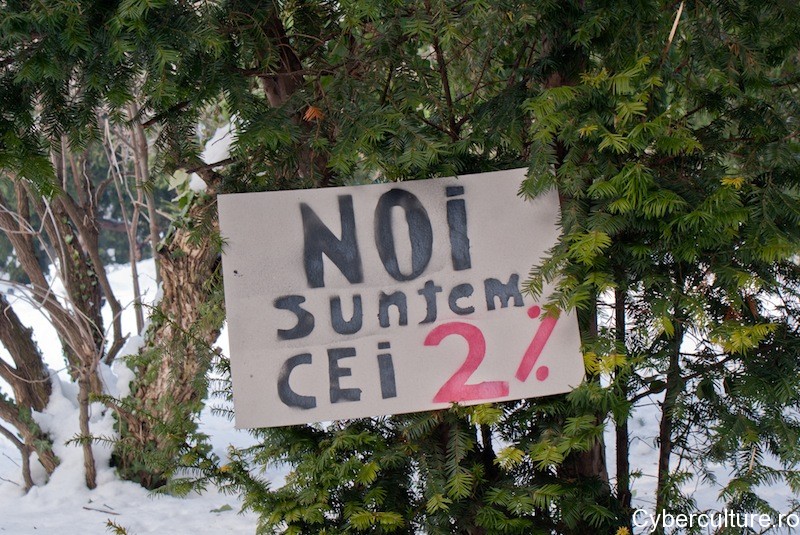 NOi
suntem
CEi 2%
Cyberculture.ro